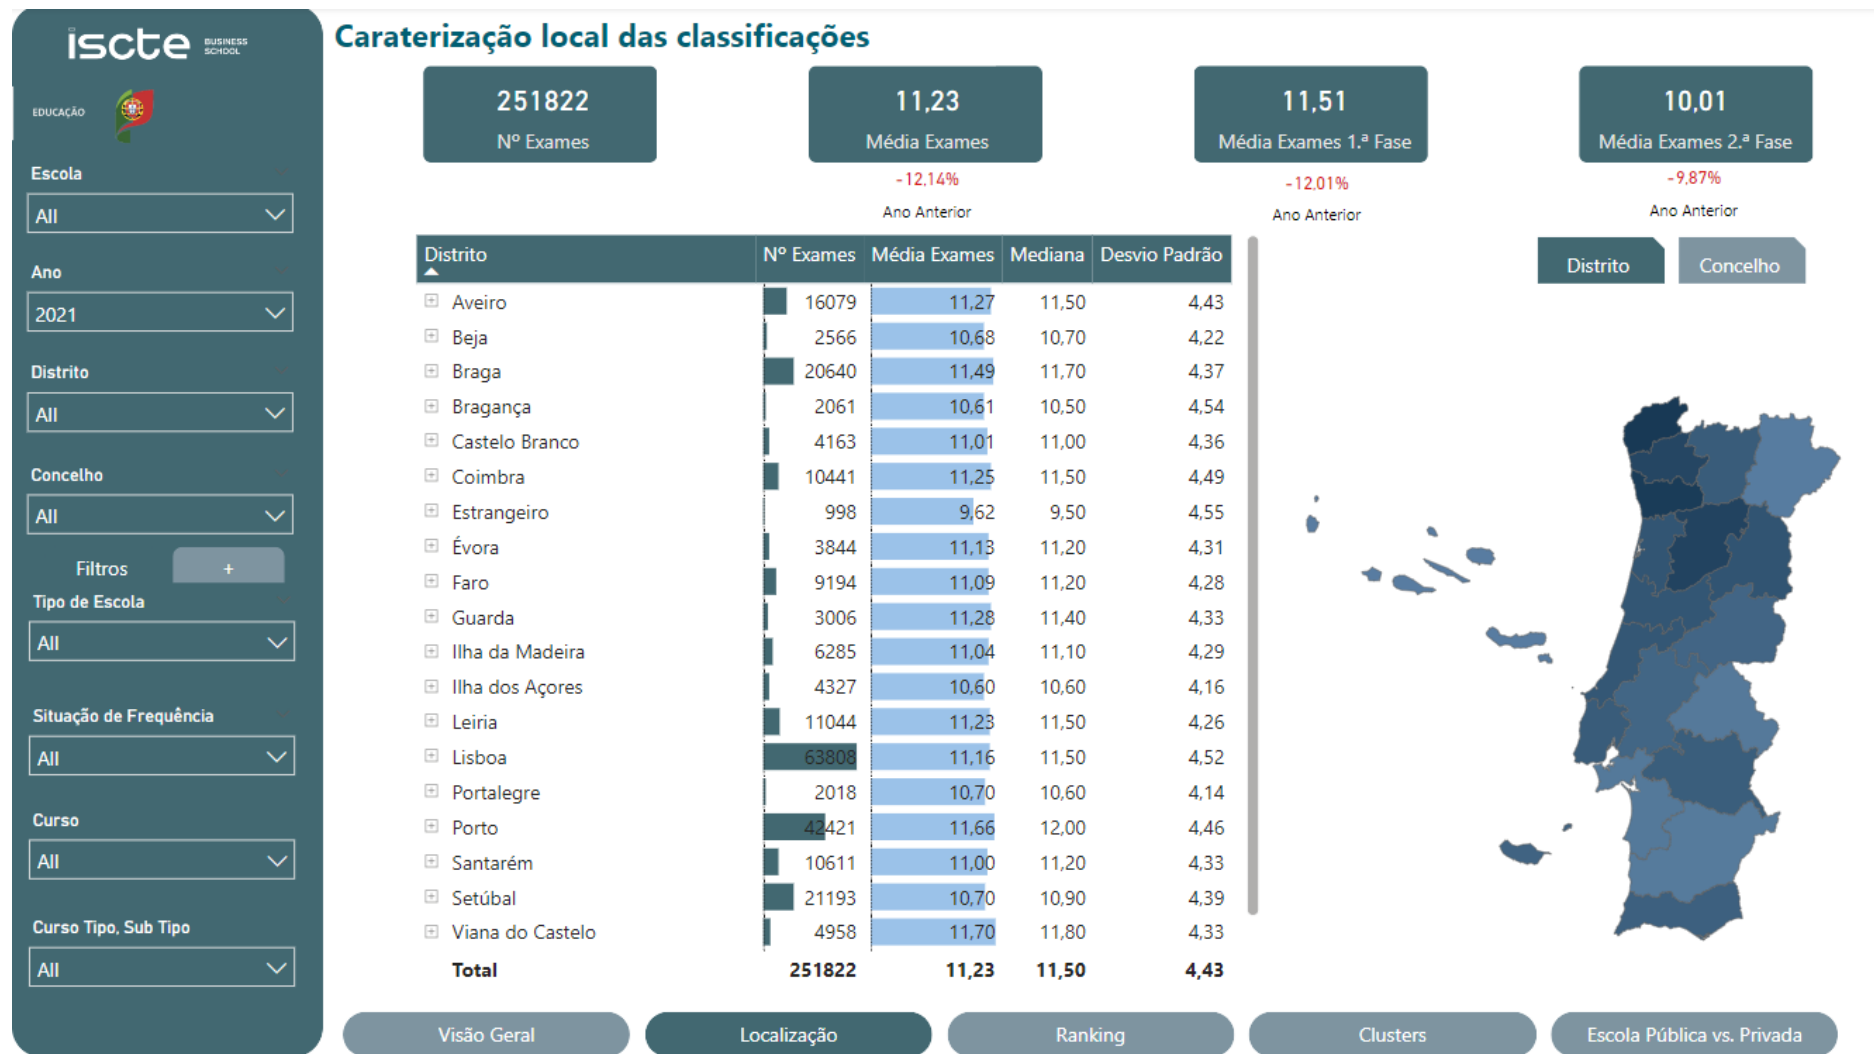 iscte BUSINESS SCHOOL
EDUCAÇÃO
Escola
All
Ano
2021
Distrito
All
Concelho
All
Filtros +
Tipo de Escola
All
Situação de Frequência
All
Curso
All
Curso Tipo, Sub Tipo
All
Caraterização local das classificações
251822
Nº Exames
11,23
Média Exames
-12,14%
Ano Anterior
11,51
Média Exames 1.ª Fase
-12,01%
Ano Anterior
10,01
Média Exames 2.ª Fase
-9,87%
Ano Anterior
Distrito Concelho
Distrito Nº Exames Média Exames Mediana Desvio Padrão
Aveiro 16079 11,27 11,50 4,43
Beja 2566 10,68 10,70 4,22
Braga 20640 11,49 11,70 4,37
Bragança 2061 10,61 10,50 4,54
Castelo Branco 4163 11,01 11,00 4,36
Coimbra 10441 11,25 11,50 4,49
Estrangeiro 998 9,62 9,50 4,55
Évora 3844 11,13 11,20 4,31
Faro 9194 11,09 11,20 4,28
Guarda 3006 11,28 11,40 4,33
Ilha da Madeira 6285 11,04 11,10 4,29
Ilha dos Açores 4327 10,60 10,60 4,16
Leiria 11044 11,23 11,50 4,26
Lisboa 63808 11,16 11,50 4,52
Portalegre 2018 10,70 10,60 4,14
Porto 42421 11,66 12,00 4,46
Santarém 10611 11,00 11,20 4,33
Setúbal 21193 10,70 10,90 4,39
Viana do Castelo 4958 11,70 11,80 4,33
Total 251822 11,23 11,50 4,43
Visão Geral Localização Ranking Clusters Escola Pública vs. Privada